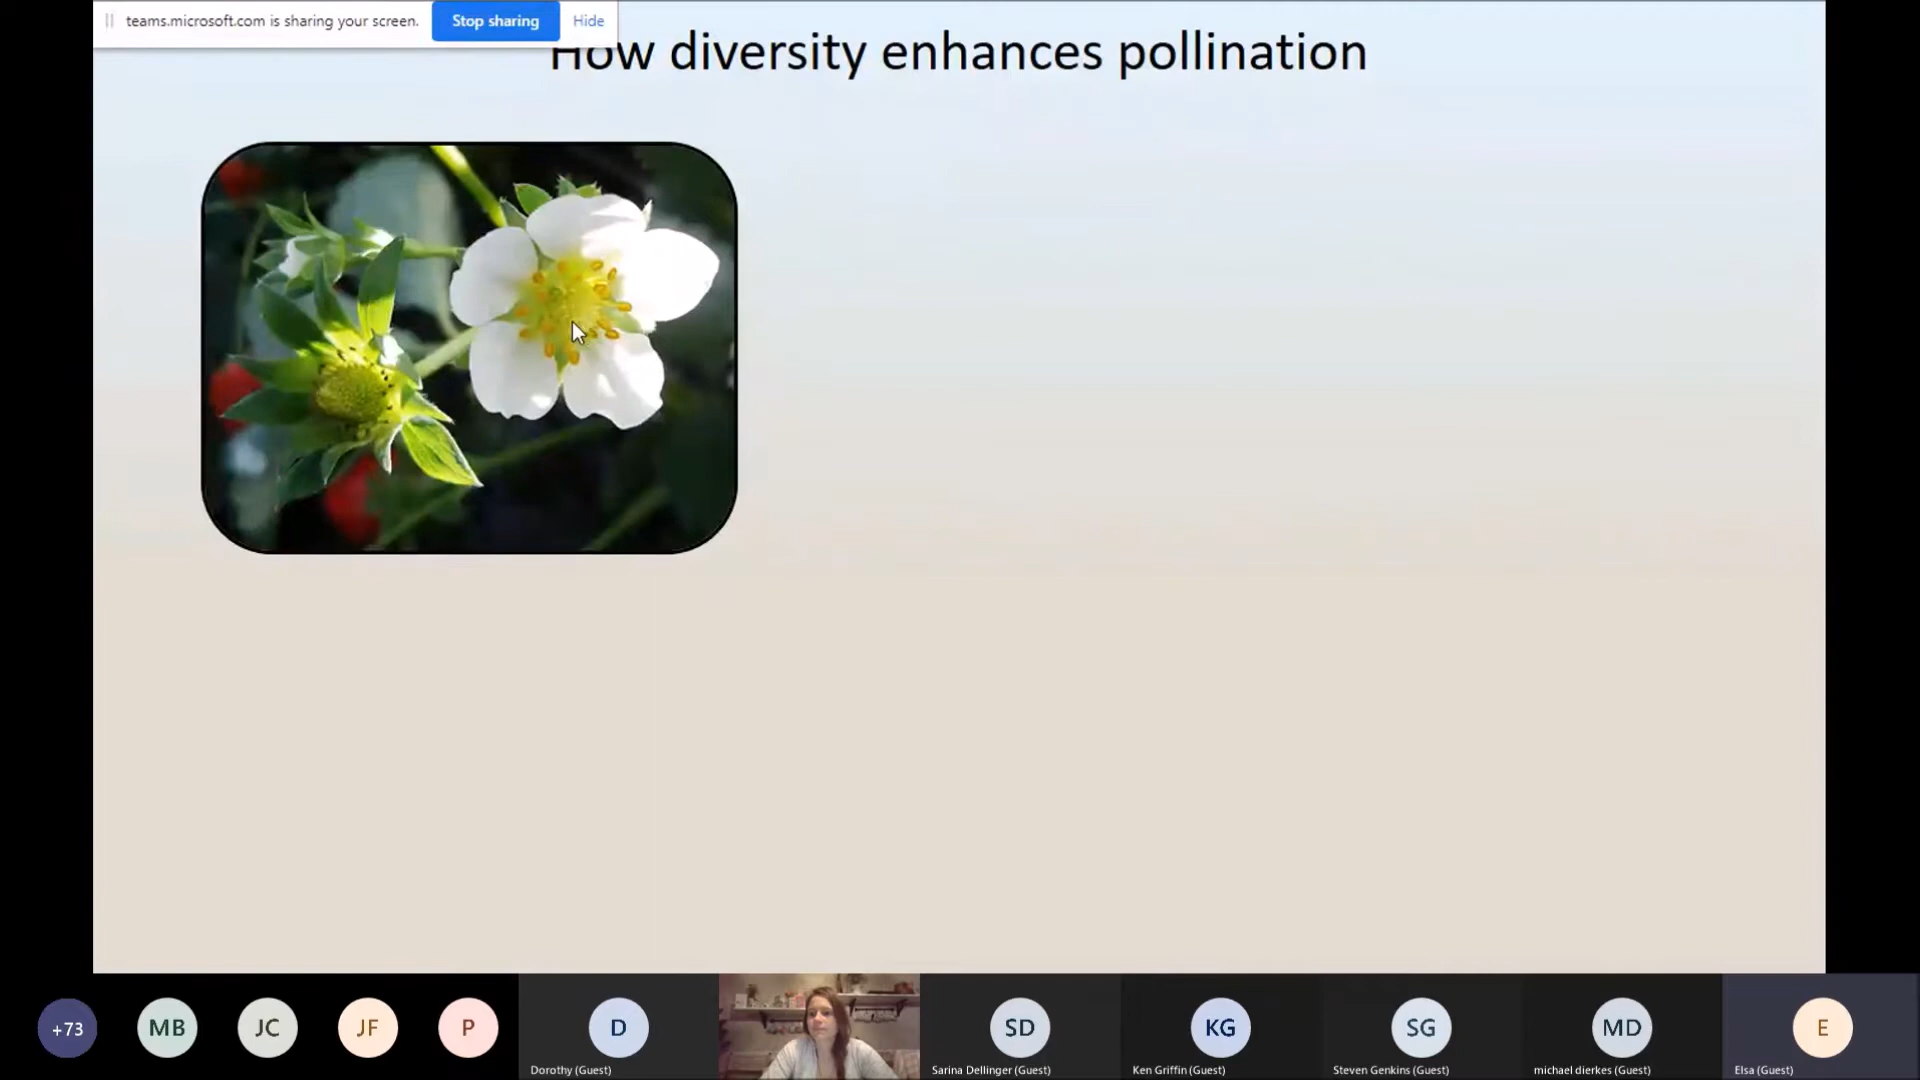 teams.microsoft.com is sharing your screen. Stop sharing Hide
How diversity enhances pollination
+73 MB JC JF P D SD KG SG MD E
Dorothy (Guest) Sarina Dellinger (Guest) Ken Griffin (Guest) Steven Genkins (Guest) michael dierkes (Guest) Elsa (Guest)